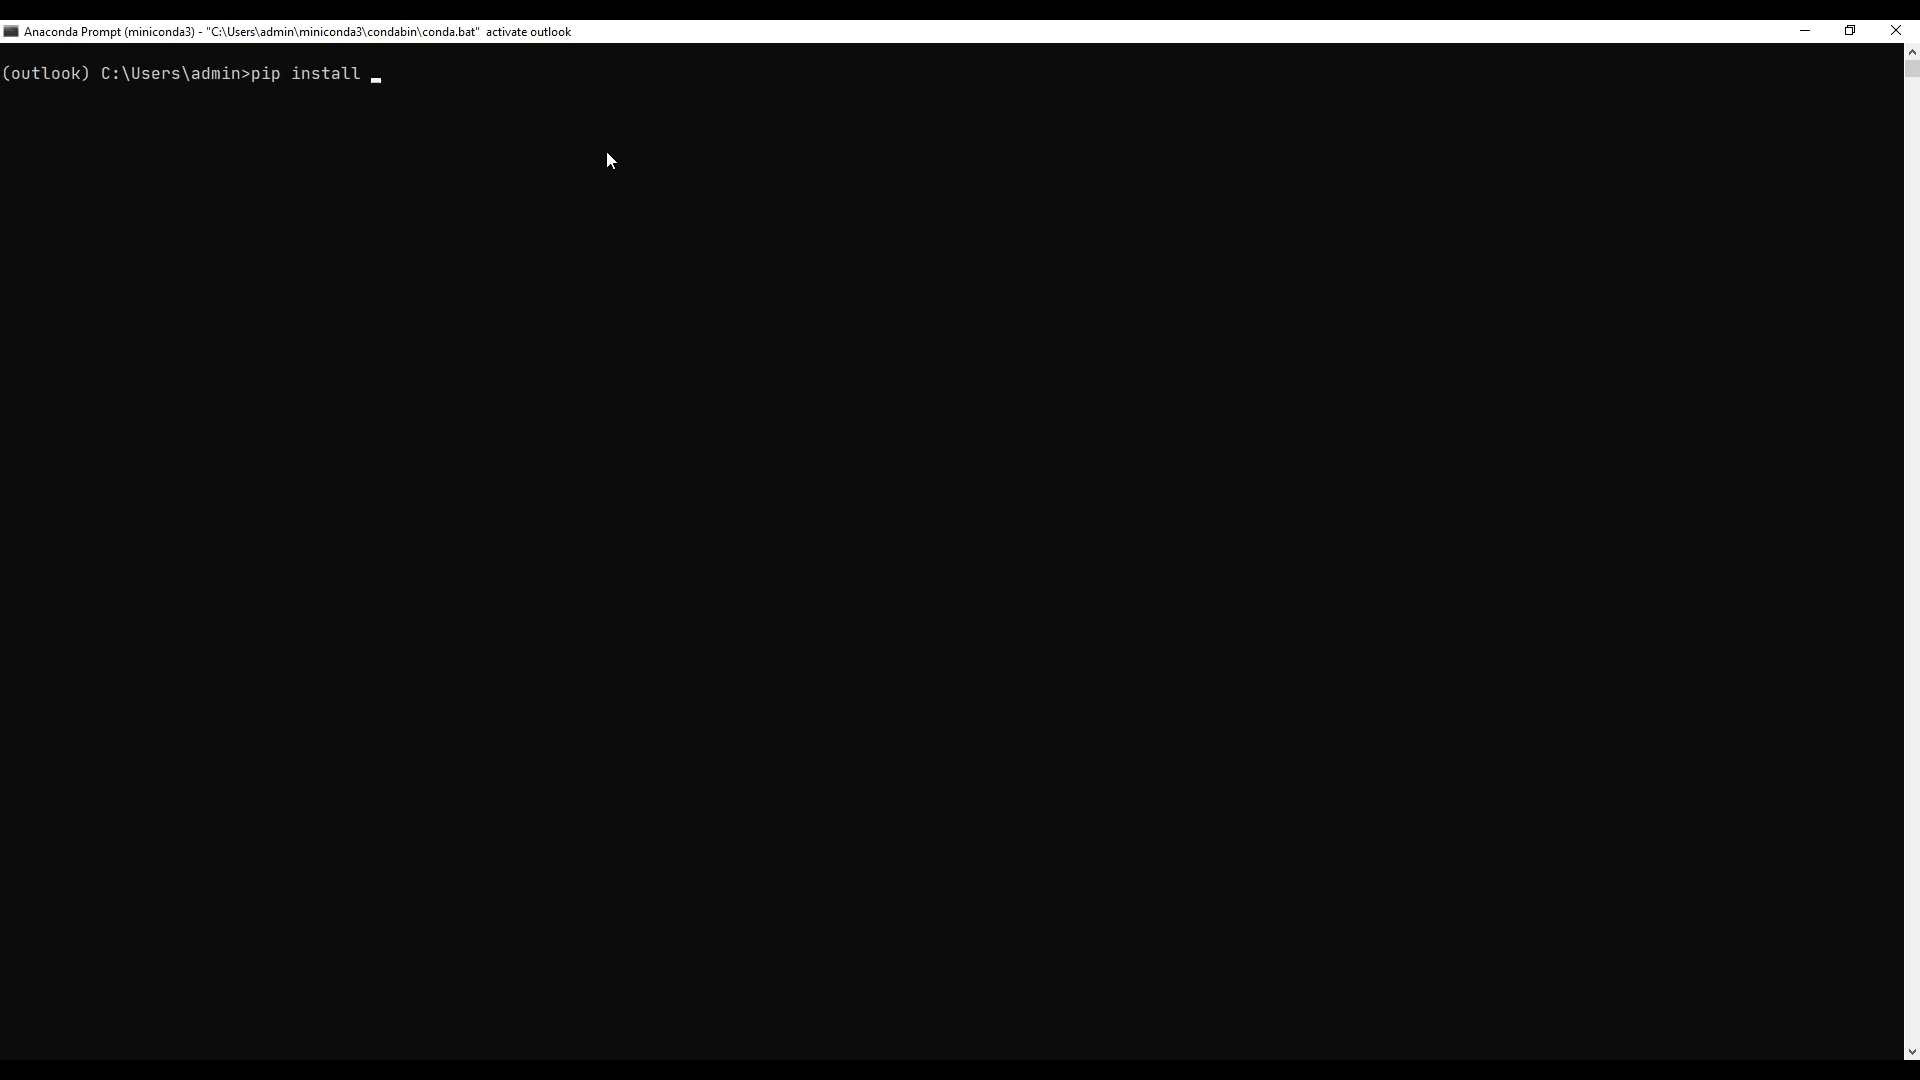 Anaconda Prompt (miniconda3) - "C:\Users\admin\miniconda3\condabin\conda.bat"  activate outlook
(outlook) C:\Users\admin>pip install